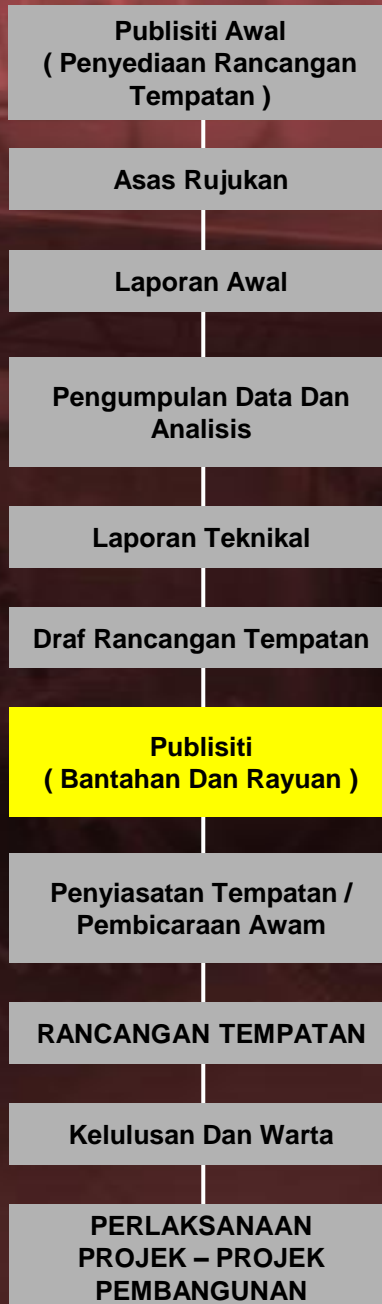 Publisiti Awal
( Penyediaan Rancangan
Tempatan )
Asas Rujukan
Laporan Awal
Pengumpulan Data Dan
Analisis
Laporan Teknikal
Draf Rancangan Tempatan
Publisiti
( Bantahan Dan Rayuan )
Penyiasatan Tempatan /
Pembicaraan Awam
RANCANGAN TEMPATAN
Kelulusan Dan Warta
PERLAKSANAAN
PROJEK – PROJEK
PEMBANGUNAN